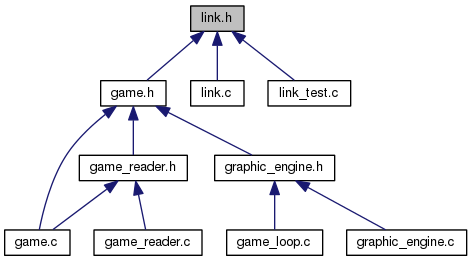 link.h
game.h
link.c
link_test.c
game_reader.h
graphic_engine.h
game.c
game_reader.c
game_loop.c
graphic_engine.c